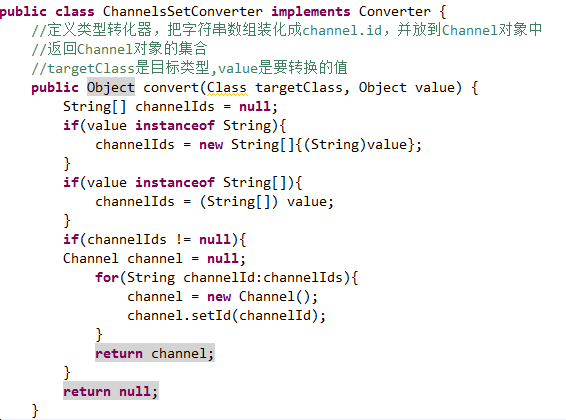 public class ChannelsSetConverter implements Converter {
//定义类型转化器，把字符串数组装化成channel.id，并放到Channel对象中
//返回Channel对象的集合
//targetClass是目标类型,value是要转换的值
public Object convert(Class targetClass, Object value) {
String[] channelIds = null;
if(value instanceof String){
channelIds = new String[]{(String)value};
}
if(value instanceof String[]){
channelIds = (String[]) value;
}
if(channelIds != null){
Channel channel = null;
for(String channelId:channelIds){
channel = new Channel();
channel.setId(channelId);
}
return channel;
}
return null;
}